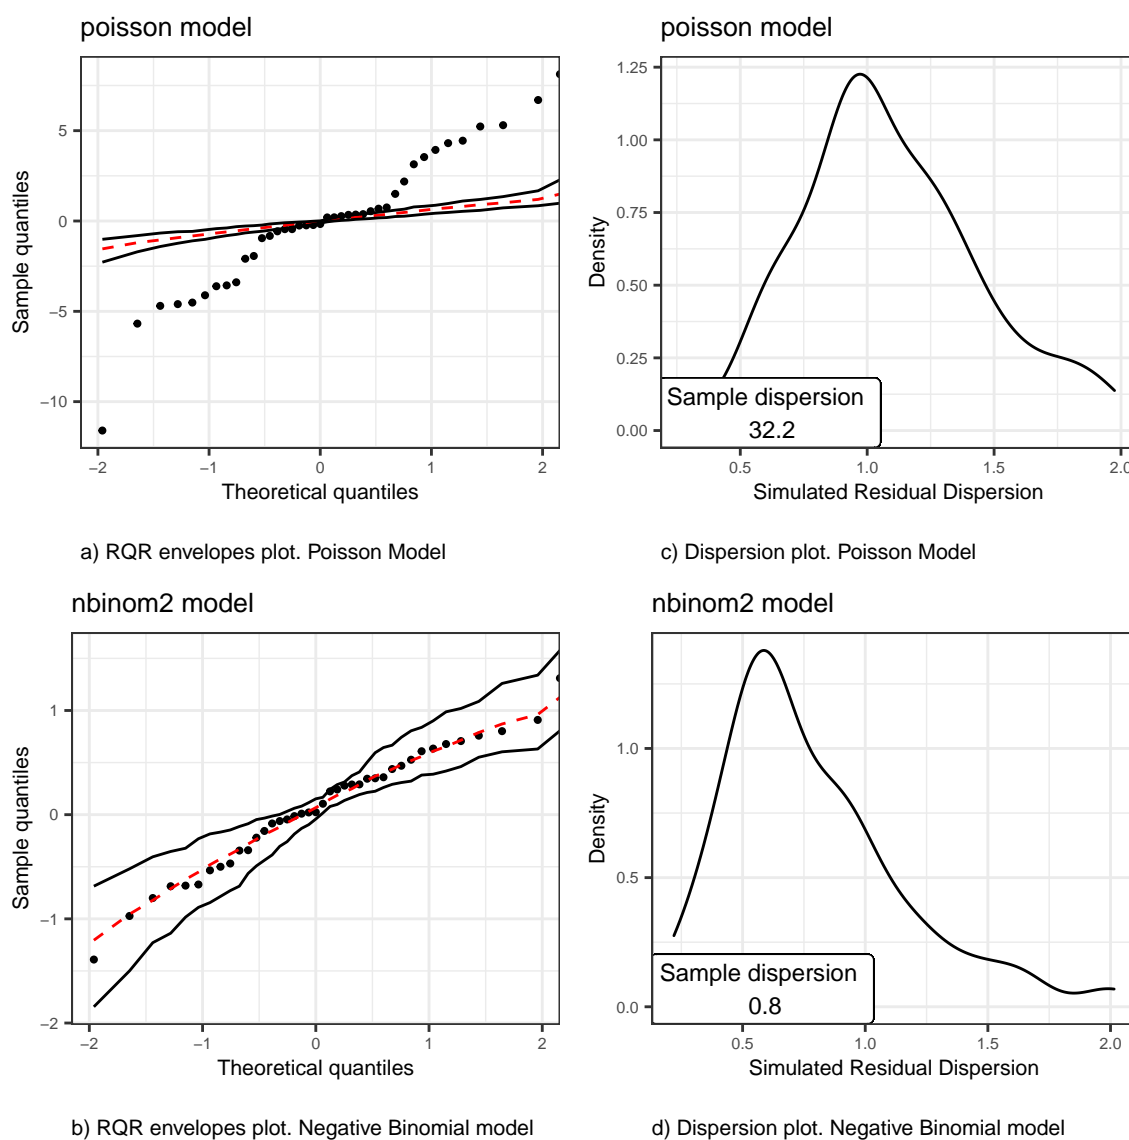 poisson model
5
0
−5
−10
Sample quantiles
−2
−1
0
1
2
Theoretical quantiles
a) RQR envelopes plot. Poisson Model
poisson model
1.25
1.00
0.75
0.50
0.25
0.00
Density
Sample dispersion
32.2
0.5
1.0
1.5
2.0
Simulated Residual Dispersion
c) Dispersion plot. Poisson Model
nbinom2 model
1
0
−1
−2
Sample quantiles
−2
−1
0
1
2
Theoretical quantiles
b) RQR envelopes plot. Negative Binomial model
nbinom2 model
1.0
0.5
0.0
Density
Sample dispersion
0.8
0.5
1.0
1.5
2.0
Simulated Residual Dispersion
d) Dispersion plot. Negative Binomial model